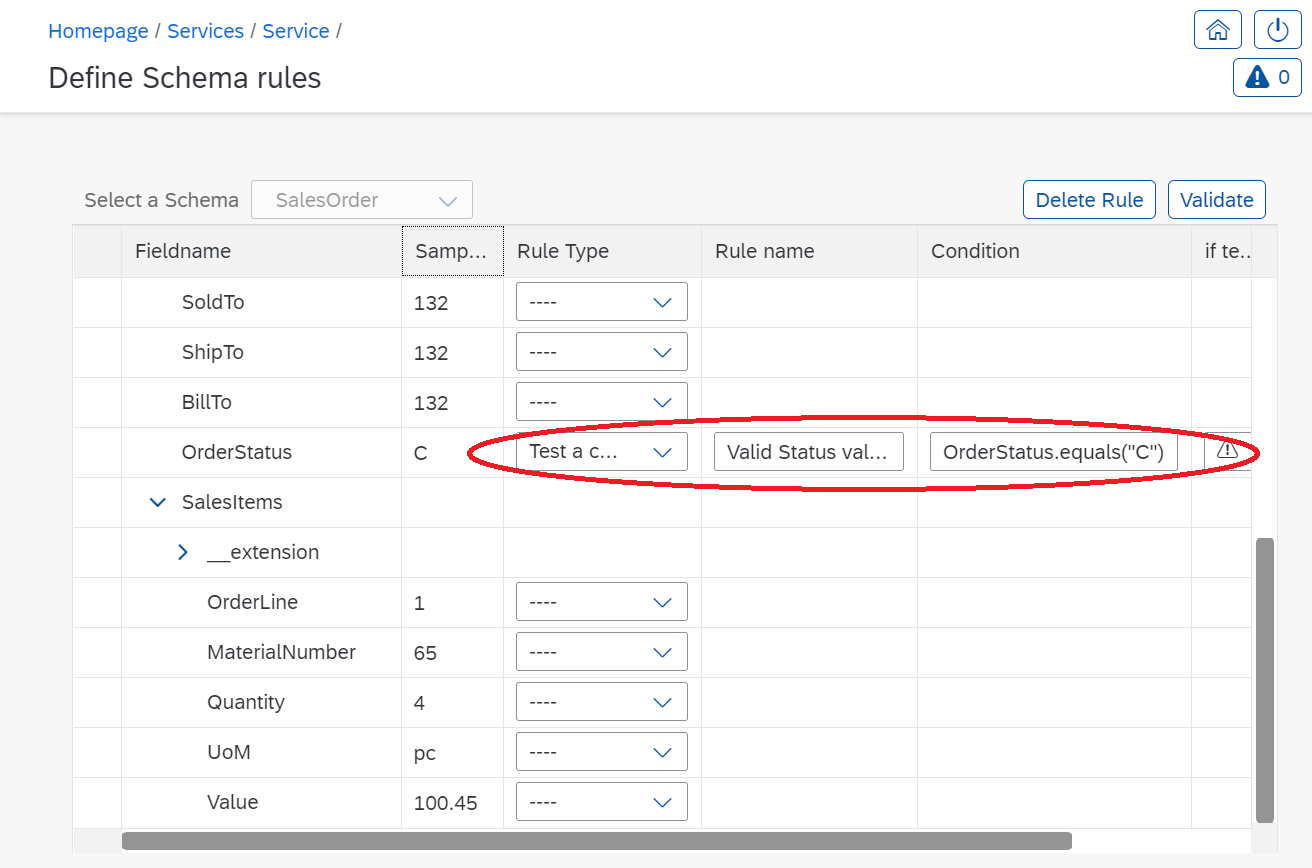 Homepage / Services / Service /
Define Schema rules
0
Select a Schema SalesOrder Delete Rule Validate
Fieldname Samp... Rule Type Rule name Condition if te..
SoldTo 132 ----
ShipTo 132 ----
BillTo 132 ----
OrderStatus C Test a c... Valid Status val... OrderStatus.equals("C")
SalesItems
__extension
OrderLine 1 ----
MaterialNumber 65 ----
Quantity 4 ----
UoM pc ----
Value 100.45 ----